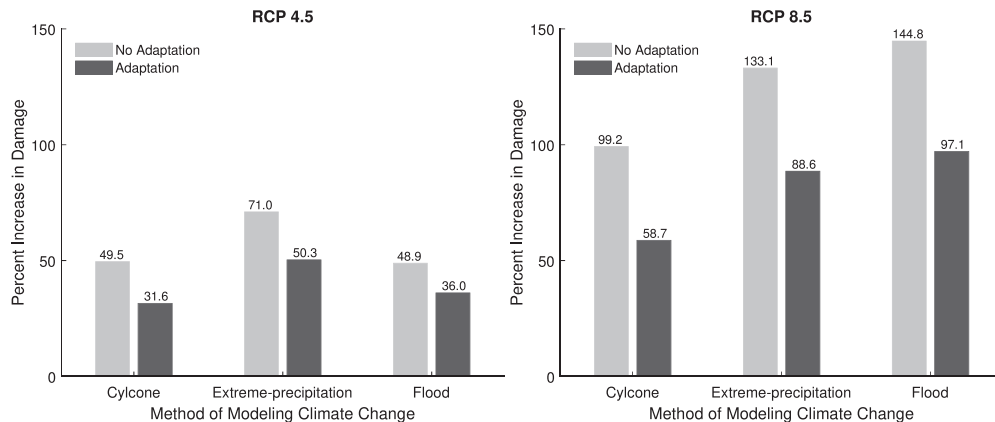 RCP 4.5
150
100
50
0
Percent Increase in Damage
No Adaptation
Adaptation
49.5
31.6
71.0
50.3
48.9
36.0
Cylcone
Extreme-precipitation
Flood
Method of Modeling Climate Change
RCP 8.5
150
100
50
0
Percent Increase in Damage
No Adaptation
Adaptation
99.2
58.7
133.1
88.6
144.8
97.1
Cylcone
Extreme-precipitation
Flood
Method of Modeling Climate Change